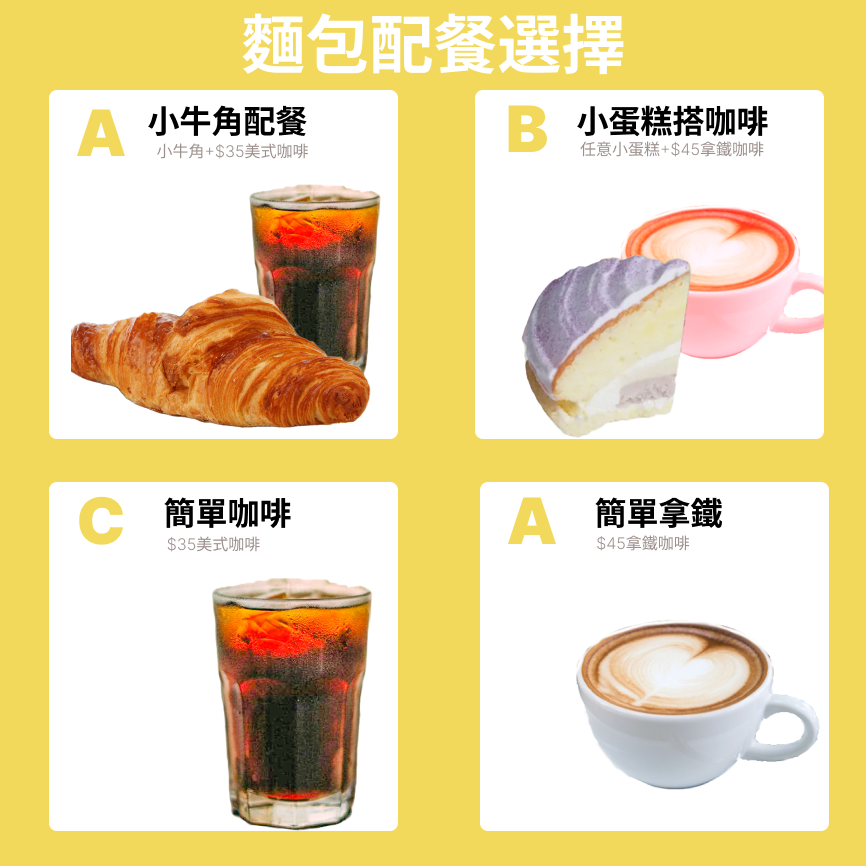 麵包配餐選擇
A 小牛角配餐
小牛角+$35美式咖啡
B 小蛋糕搭咖啡
任意小蛋糕+$45拿鐵咖啡
C 簡單咖啡
$35美式咖啡
A 簡單拿鐵
$45拿鐵咖啡